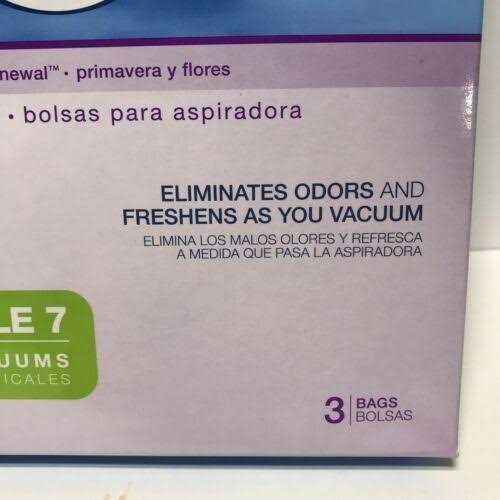 newal™ • primavera y flores
• bolsas para aspiradora
ELIMINATES ODORS AND
FRESHENS AS YOU VACUUM
ELIMINA LOS MALOS OLORES Y REFRESCA
A MEDIDA QUE PASA LA ASPIRADORA
LE 7
UUMS
ICALES
3 BAGS
BOLSAS